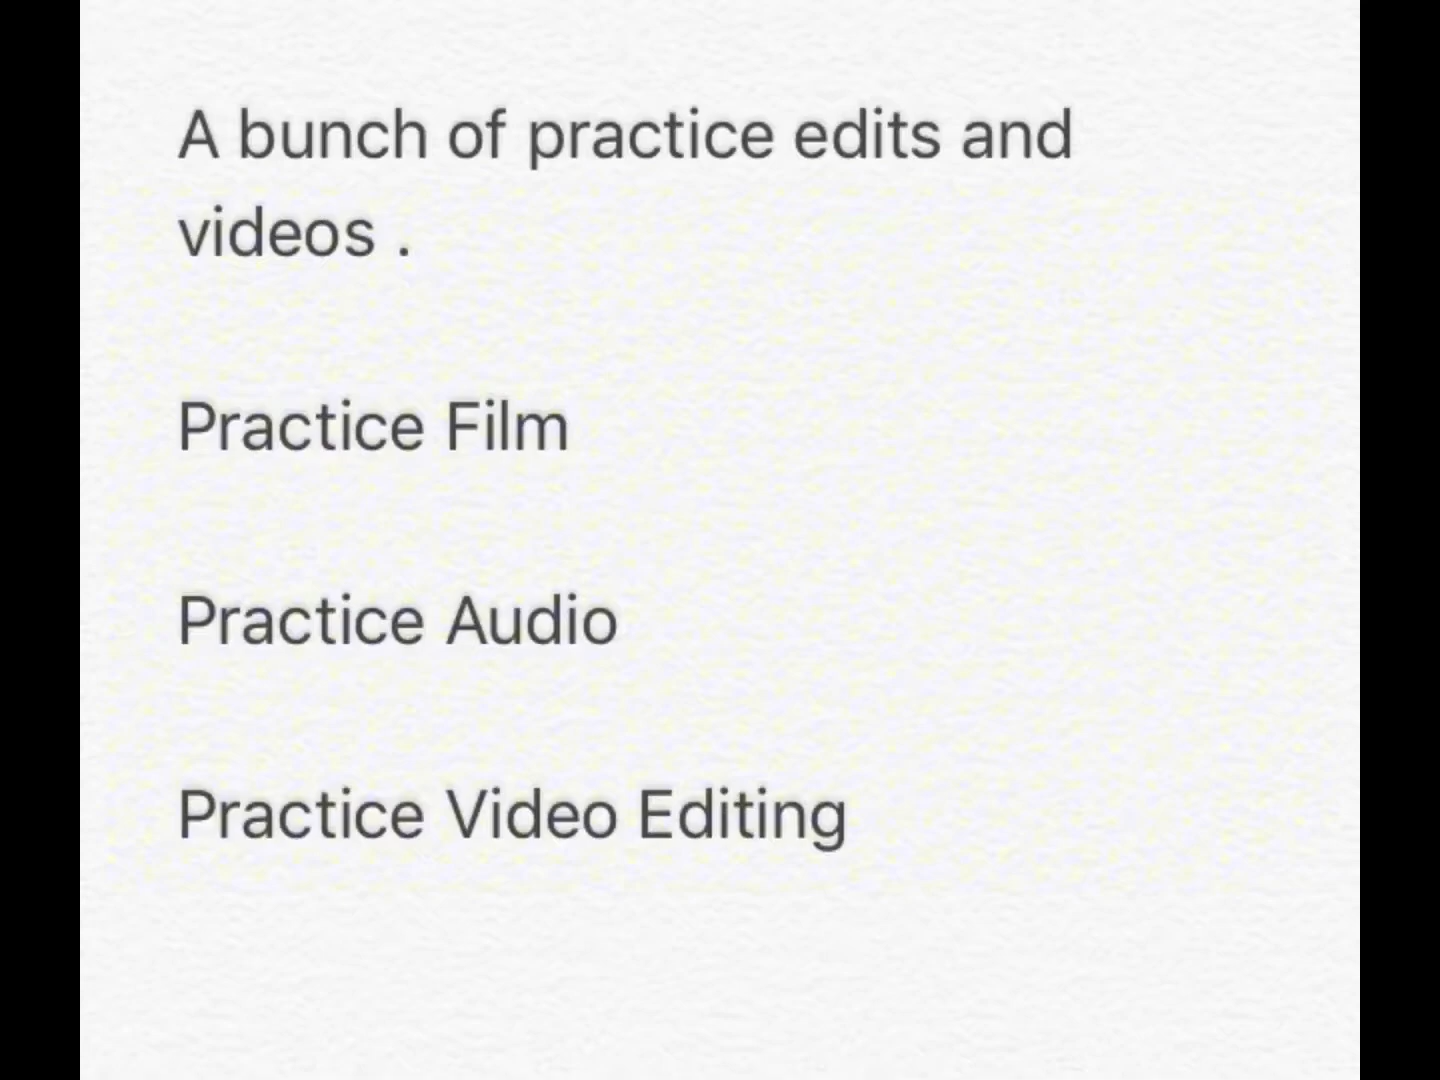 A bunch of practice edits and
videos .
Practice Film
Practice Audio
Practice Video Editing